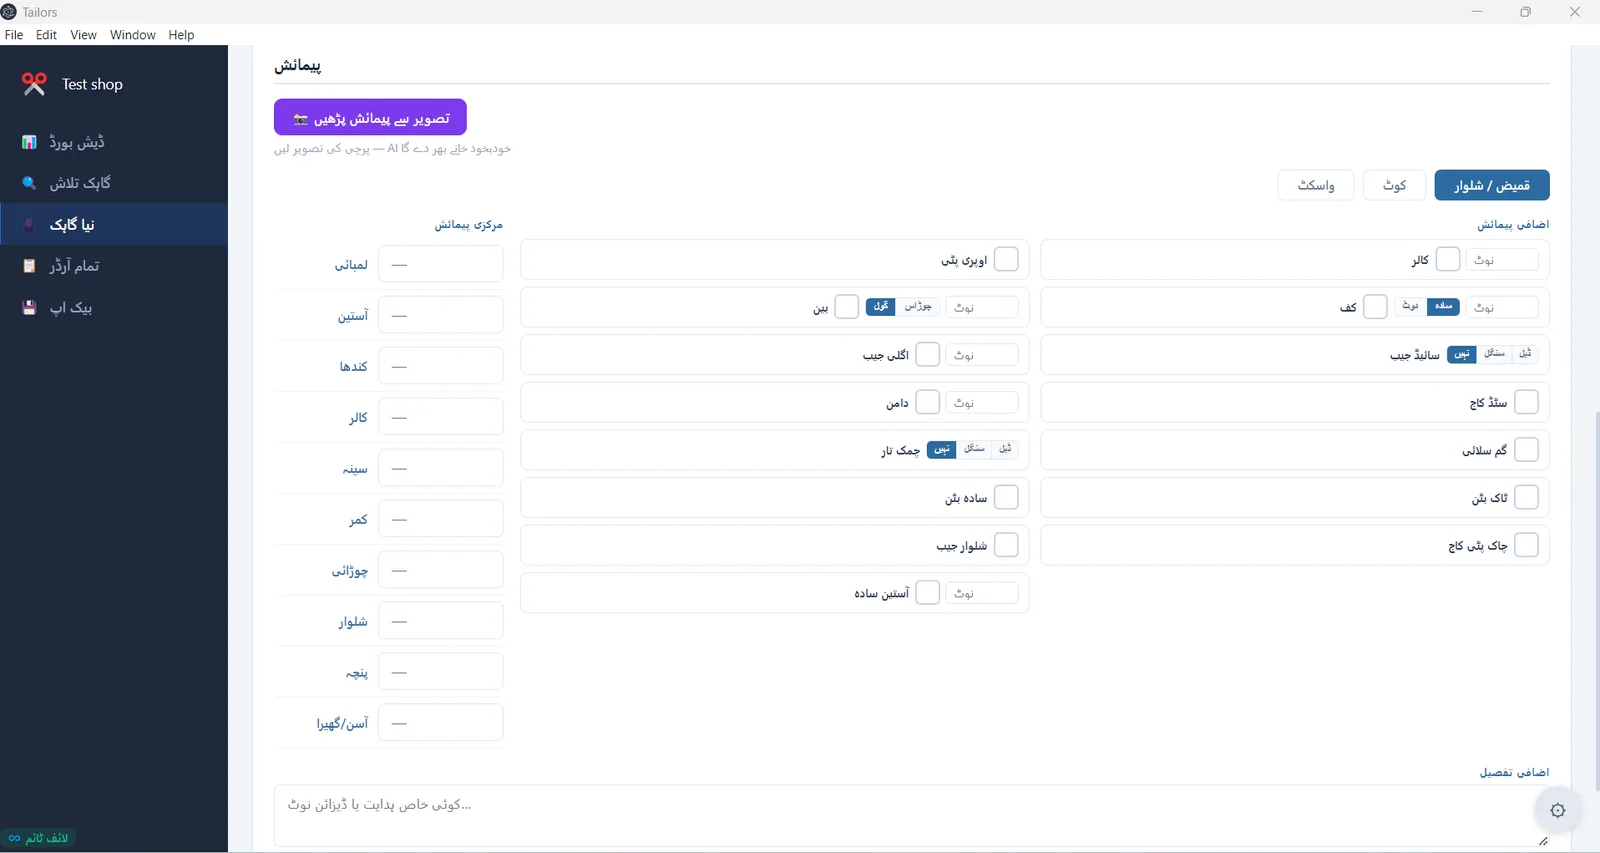 Tailors
File Edit View Window Help
Test shop
ڈیش بورڈ
گاہک تلاش
نیا گاہک
تمام آرڈر
بیک اپ
لائف ٹائم
پیمائش
تصویر سے پیمائش پڑھیں
خودبخود خانے بھر دے گا AI — پرچی کی تصویر لیں
قمیض / شلوار
کوٹ
واسکٹ
اضافی پیمائش
کالر نوٹ
کف سادہ دوٹ نوٹ
سائیڈ جیب نہیں سنگل ڈبل
سٹڈ کاج
گم سلائی
ٹاک بٹن
چاک پٹی کاج
اوپری پٹی
بین گول چوڑاس نوٹ
اگلی جیب نوٹ
دامن نوٹ
چمک تار نہیں سنگل ڈبل
سادہ بٹن
شلوار جیب
آستین سادہ نوٹ
مرکزی پیمائش
لمبائی —
آستین —
کندھا —
کالر —
سینہ —
کمر —
چوڑائی —
شلوار —
پنچہ —
آسن/گھیرا —
اضافی تفصیل
کوئی خاص ہدایت یا ڈیزائن نوٹ...